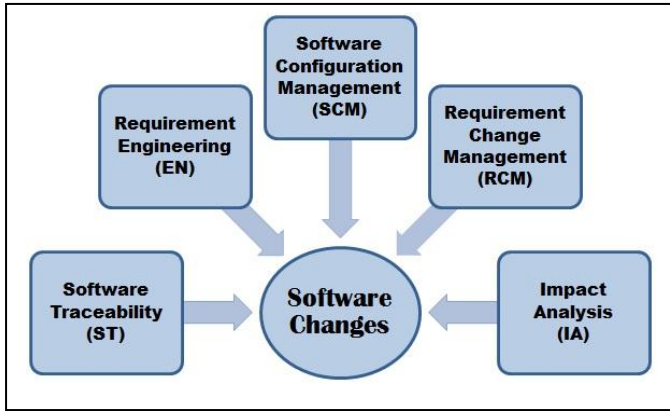 Software
Configuration
Management
(SCM)
Requirement
Engineering
(EN)
Requirement
Change
Management
(RCM)
Software
Traceability
(ST)
Software
Changes
Impact
Analysis
(IA)